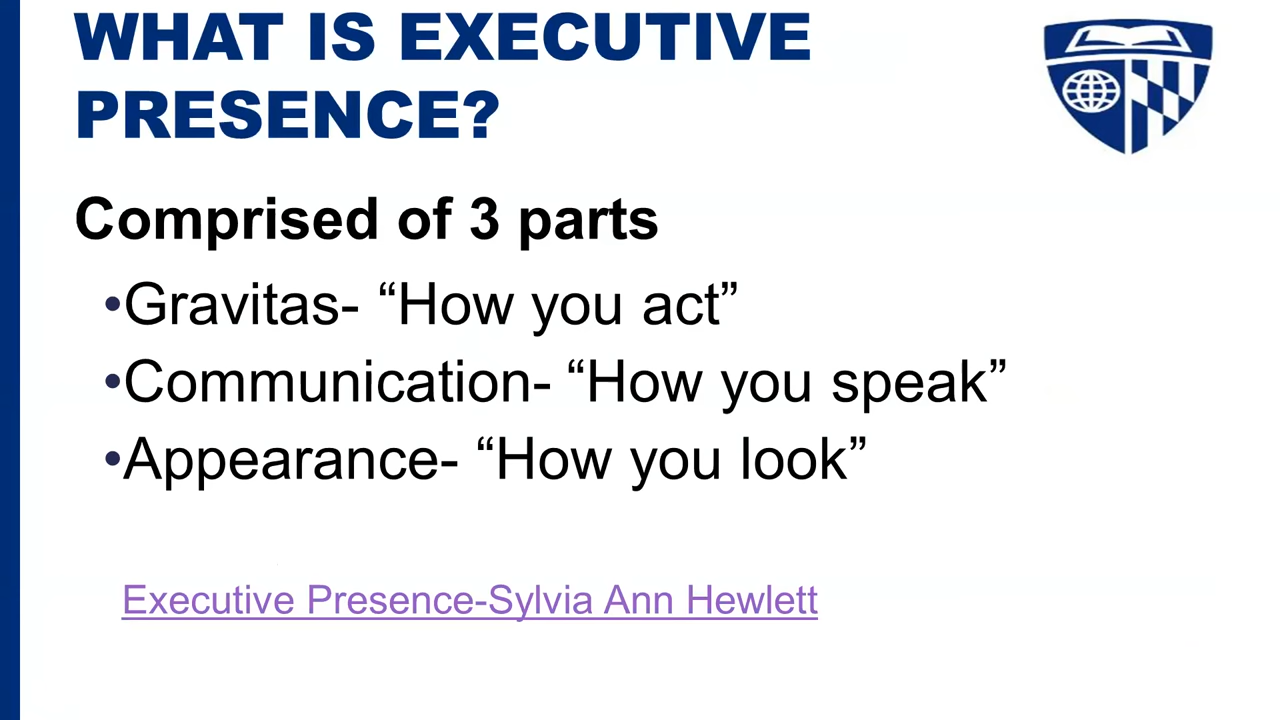 WHAT IS EXECUTIVE
PRESENCE?
Comprised of 3 parts
•Gravitas- “How you act”
•Communication- “How you speak”
•Appearance- “How you look”
Executive Presence-Sylvia Ann Hewlett